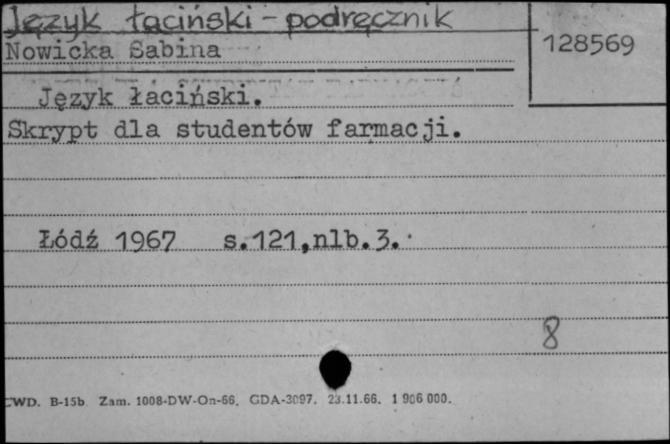 Język łaciński - podręcznik
Nowicka Sabina
128569
Język łaciński.
Skrypt dla studentów farmacji.
Łódź 1967 s.121,nlb.3.
8
CWD. B-15b Zam. 1008-DW-On-66. GDA-3097. 23.11.66. 1 906 000.